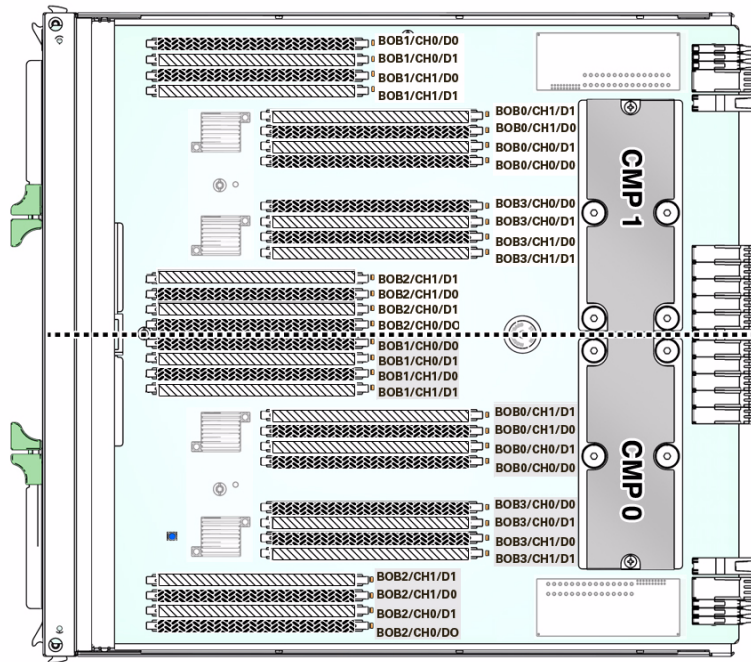 BOB1/CH0/D0
BOB1/CH0/D1
BOB1/CH1/D0
BOB1/CH1/D1
BOB0/CH1/D1
BOB0/CH1/D0
BOB0/CH0/D1
BOB0/CH0/D0
CMP 1
BOB3/CH0/D0
BOB3/CH0/D1
BOB3/CH1/D0
BOB3/CH1/D1
BOB2/CH1/D1
BOB2/CH1/D0
BOB2/CH0/D1
BOB2/CH0/DO
BOB1/CH0/D0
BOB1/CH0/D1
BOB1/CH1/D0
BOB1/CH1/D1
BOB0/CH1/D1
BOB0/CH1/D0
BOB0/CH0/D1
BOB0/CH0/D0
CMP 0
BOB3/CH0/D0
BOB3/CH0/D1
BOB3/CH1/D0
BOB3/CH1/D1
BOB2/CH1/D1
BOB2/CH1/D0
BOB2/CH0/D1
BOB2/CH0/DO